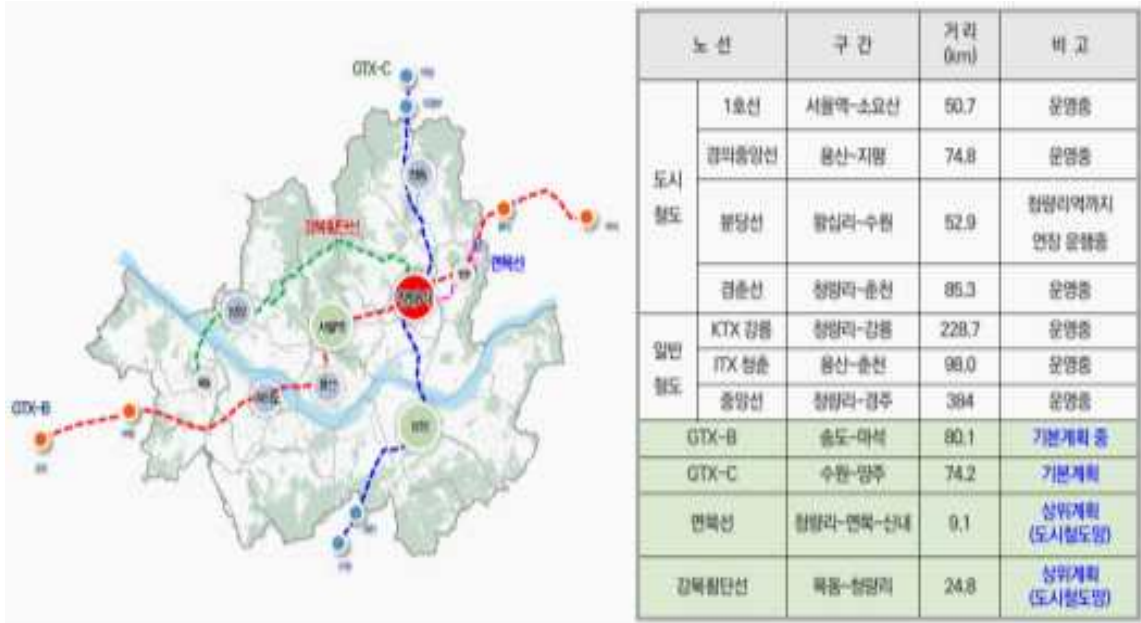 GTX-C
강북횡단선
면목선
청량리
서울역
용산
삼성
GTX-B
노 선 구 간 거리 (km) 비 고
도시 철도
1호선 서울역-소요산 50.7 운영중
경의중앙선 용산-지평 74.8 운영중
분당선 왕십리-수원 52.9 청량리역까지
연장 운행중
경춘선 청량리-춘천 85.3 운영중
일반 철도
KTX 강릉 청량리-강릉 228.7 운영중
ITX 청춘 용산-춘천 98.0 운영중
중앙선 청량리-경주 384 운영중
GTX-B 송도-마석 80.1 기본계획 중
GTX-C 수원-양주 74.2 기본계획
면목선 청량리-면목-신내 9.1 상위계획
(도시철도망)
강북횡단선 목동-청량리 24.8 상위계획
(도시철도망)